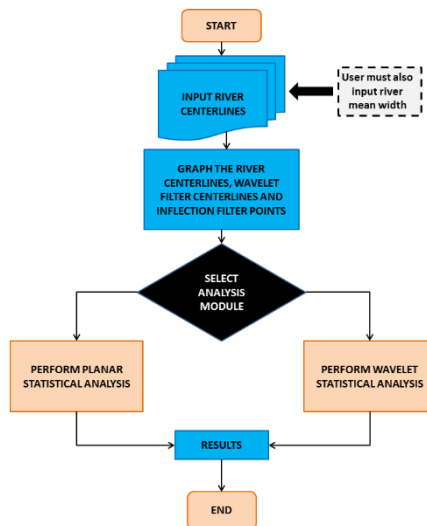 START
INPUT RIVER
CENTERLINES
User must also
input river
mean width
GRAPH THE RIVER
CENTERLINES, WAVELET
FILTER CENTERLINES AND
INFLECTION FILTER POINTS
SELECT
ANALYSIS
MODULE
PERFORM PLANAR
STATISTICAL ANALYSIS
PERFORM WAVELET
STATISTICAL ANALYSIS
RESULTS
END